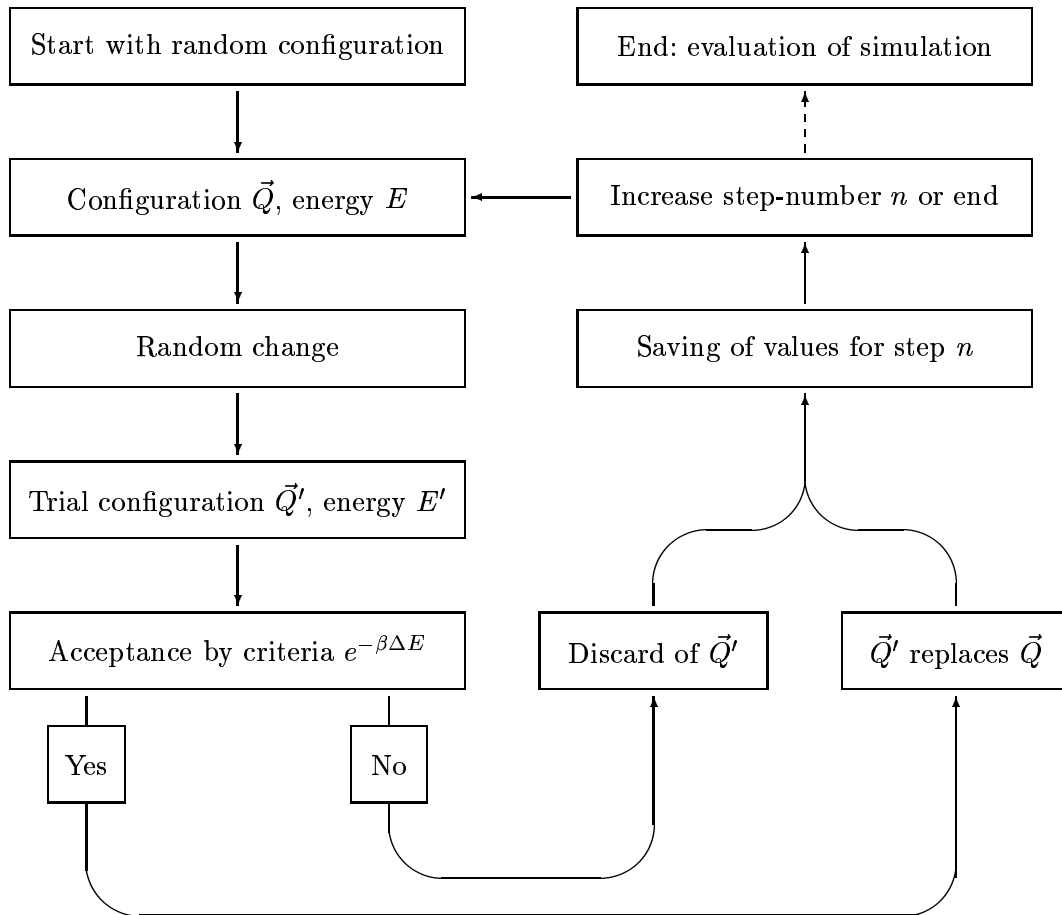 Start with random configuration
End: evaluation of simulation
Configuration $\vec{Q}$, energy $E$
Increase step-number $n$ or end
Random change
Saving of values for step $n$
Trial configuration $\vec{Q}'$, energy $E'$
Acceptance by criteria $e^{-\beta\Delta E}$
Discard of $\vec{Q}'$
$\vec{Q}'$ replaces $\vec{Q}$
Yes
No